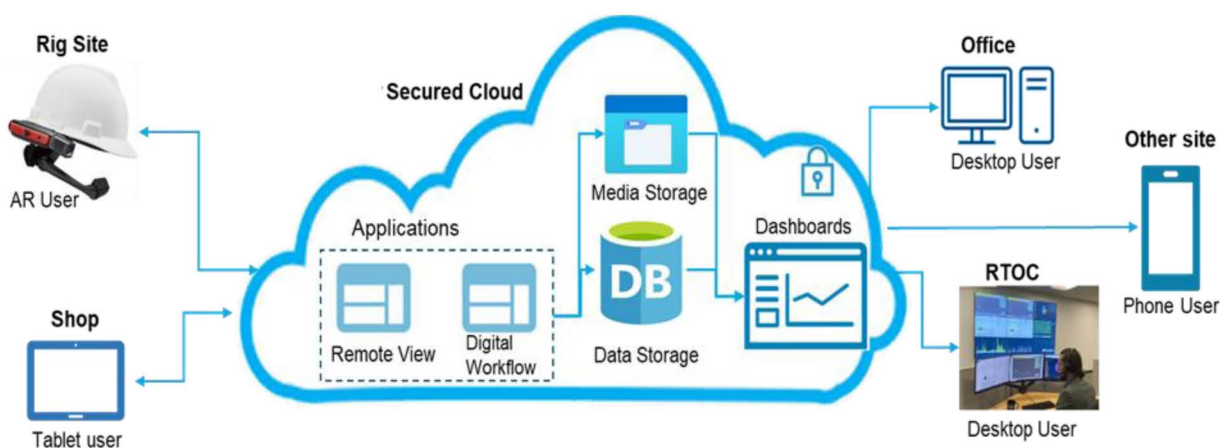 Rig Site
AR User
Shop
Tablet user
Secured Cloud
Applications
Remote View
Digital
Workflow
Media Storage
DB
Data Storage
Dashboards
Office
Desktop User
Other site
Phone User
RTOC
Desktop User